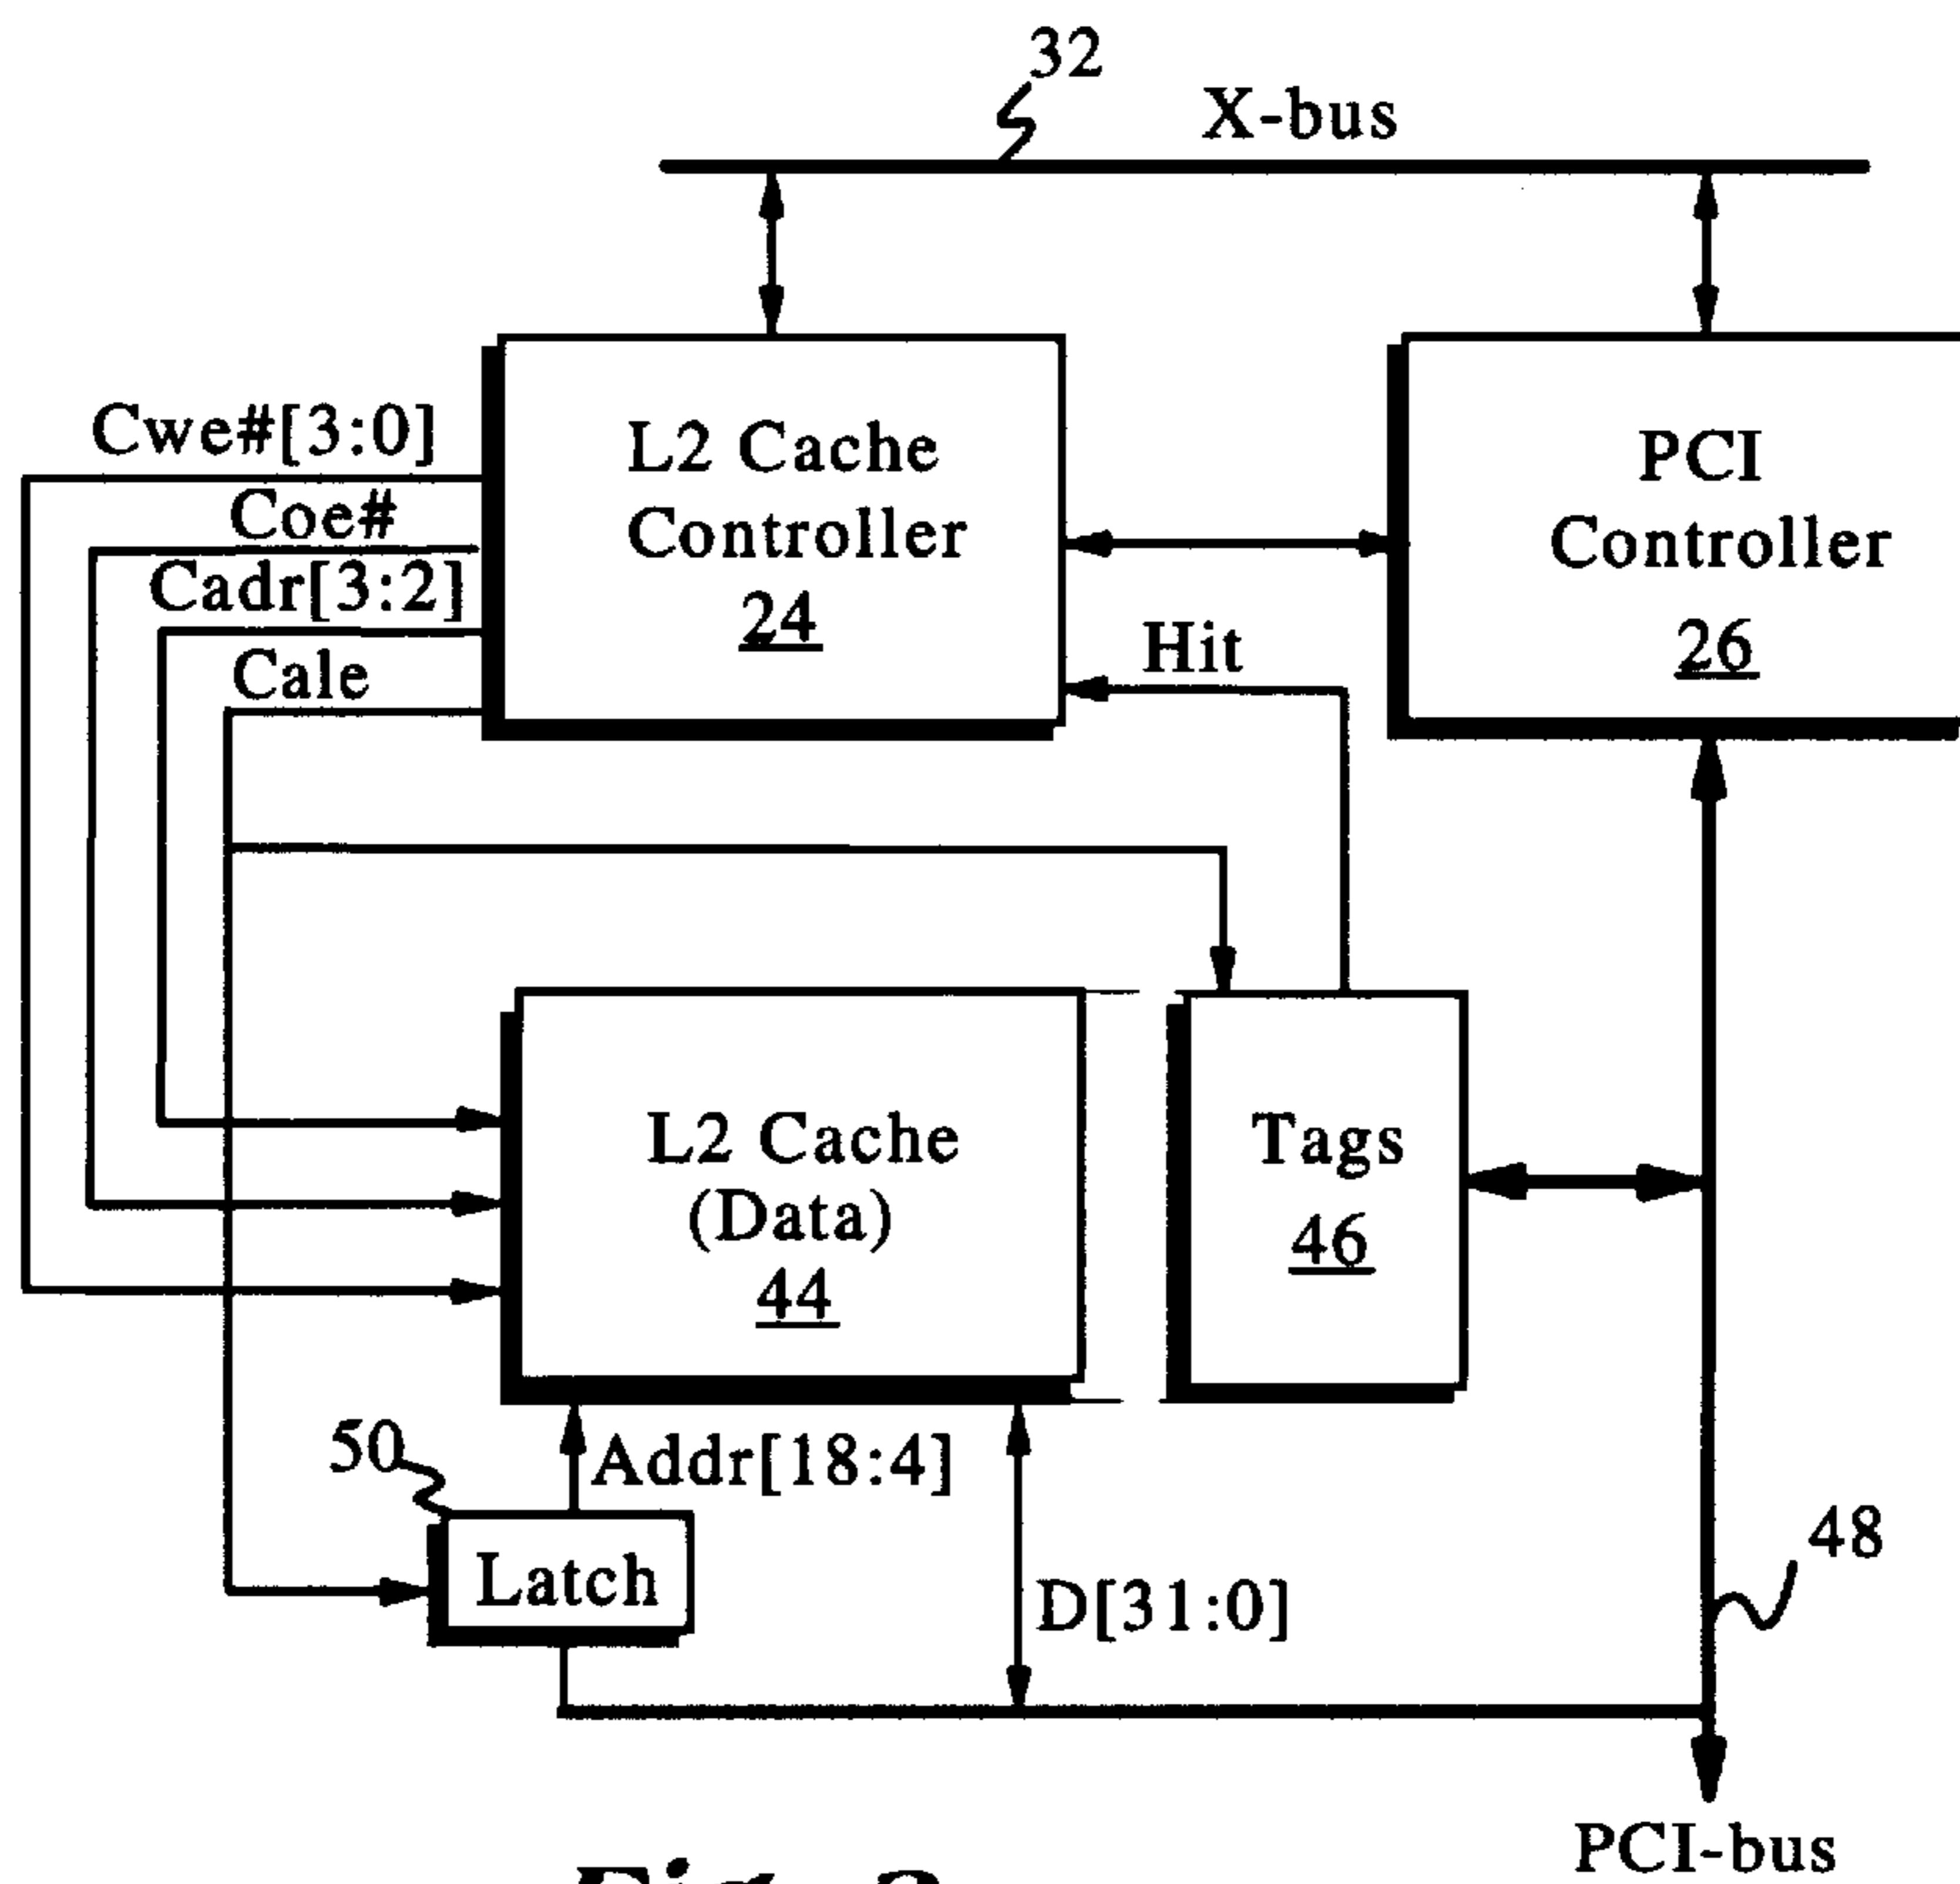 32
X-bus
Cwe#[3:0]
Coe#
Cadr[3:2]
Cale
L2 Cache
Controller
24
PCI
Controller
26
Hit
L2 Cache
(Data)
44
Tags
46
50
Addr[18:4]
Latch
D[31:0]
48
PCI-bus